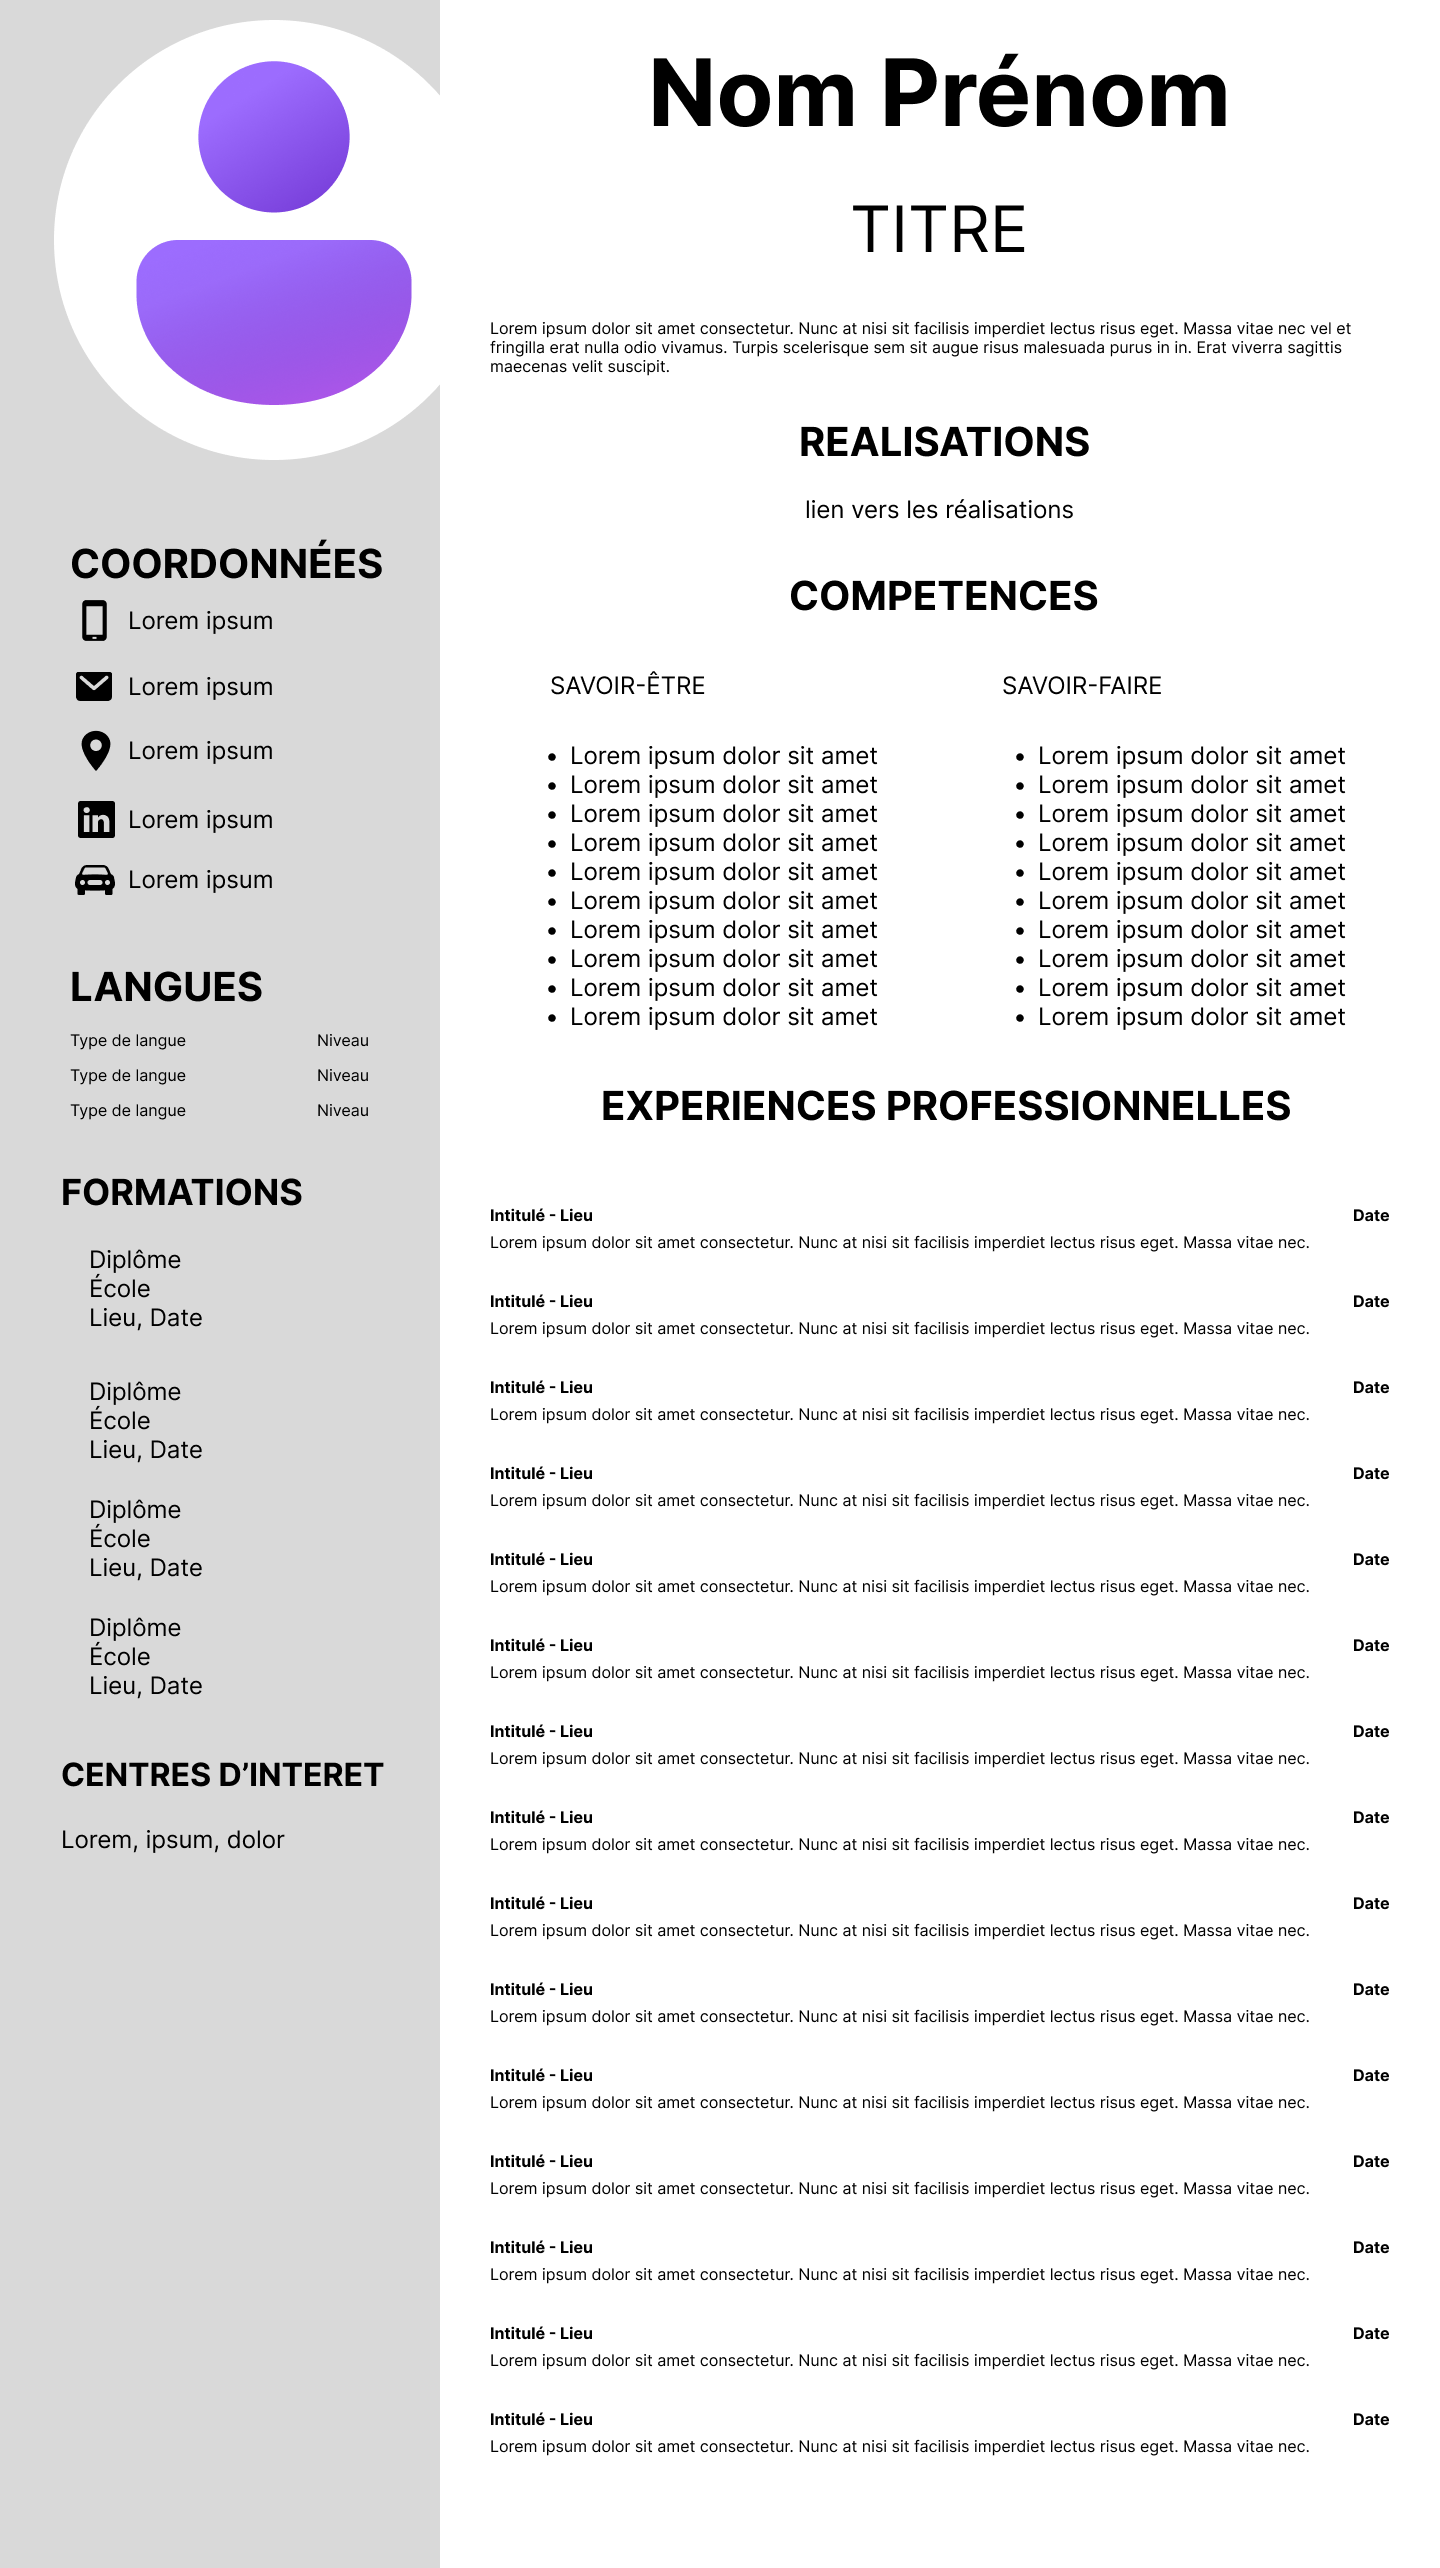 Nom Prénom
TITRE
Lorem ipsum dolor sit amet consectetur. Nunc at nisi sit facilisis imperdiet lectus risus eget. Massa vitae nec vel et
fringilla erat nulla odio vivamus. Turpis scelerisque sem sit augue risus malesuada purus in in. Erat viverra sagittis
maecenas velit suscipit.
REALISATIONS
lien vers les réalisations
COMPETENCES
SAVOIR-ÊTRE
• Lorem ipsum dolor sit amet
• Lorem ipsum dolor sit amet
• Lorem ipsum dolor sit amet
• Lorem ipsum dolor sit amet
• Lorem ipsum dolor sit amet
• Lorem ipsum dolor sit amet
• Lorem ipsum dolor sit amet
• Lorem ipsum dolor sit amet
• Lorem ipsum dolor sit amet
• Lorem ipsum dolor sit amet
SAVOIR-FAIRE
• Lorem ipsum dolor sit amet
• Lorem ipsum dolor sit amet
• Lorem ipsum dolor sit amet
• Lorem ipsum dolor sit amet
• Lorem ipsum dolor sit amet
• Lorem ipsum dolor sit amet
• Lorem ipsum dolor sit amet
• Lorem ipsum dolor sit amet
• Lorem ipsum dolor sit amet
• Lorem ipsum dolor sit amet
EXPERIENCES PROFESSIONNELLES
Intitulé - Lieu Date
Lorem ipsum dolor sit amet consectetur. Nunc at nisi sit facilisis imperdiet lectus risus eget. Massa vitae nec.
Intitulé - Lieu Date
Lorem ipsum dolor sit amet consectetur. Nunc at nisi sit facilisis imperdiet lectus risus eget. Massa vitae nec.
Intitulé - Lieu Date
Lorem ipsum dolor sit amet consectetur. Nunc at nisi sit facilisis imperdiet lectus risus eget. Massa vitae nec.
Intitulé - Lieu Date
Lorem ipsum dolor sit amet consectetur. Nunc at nisi sit facilisis imperdiet lectus risus eget. Massa vitae nec.
Intitulé - Lieu Date
Lorem ipsum dolor sit amet consectetur. Nunc at nisi sit facilisis imperdiet lectus risus eget. Massa vitae nec.
Intitulé - Lieu Date
Lorem ipsum dolor sit amet consectetur. Nunc at nisi sit facilisis imperdiet lectus risus eget. Massa vitae nec.
Intitulé - Lieu Date
Lorem ipsum dolor sit amet consectetur. Nunc at nisi sit facilisis imperdiet lectus risus eget. Massa vitae nec.
Intitulé - Lieu Date
Lorem ipsum dolor sit amet consectetur. Nunc at nisi sit facilisis imperdiet lectus risus eget. Massa vitae nec.
Intitulé - Lieu Date
Lorem ipsum dolor sit amet consectetur. Nunc at nisi sit facilisis imperdiet lectus risus eget. Massa vitae nec.
Intitulé - Lieu Date
Lorem ipsum dolor sit amet consectetur. Nunc at nisi sit facilisis imperdiet lectus risus eget. Massa vitae nec.
Intitulé - Lieu Date
Lorem ipsum dolor sit amet consectetur. Nunc at nisi sit facilisis imperdiet lectus risus eget. Massa vitae nec.
Intitulé - Lieu Date
Lorem ipsum dolor sit amet consectetur. Nunc at nisi sit facilisis imperdiet lectus risus eget. Massa vitae nec.
Intitulé - Lieu Date
Lorem ipsum dolor sit amet consectetur. Nunc at nisi sit facilisis imperdiet lectus risus eget. Massa vitae nec.
Intitulé - Lieu Date
Lorem ipsum dolor sit amet consectetur. Nunc at nisi sit facilisis imperdiet lectus risus eget. Massa vitae nec.
Intitulé - Lieu Date
Lorem ipsum dolor sit amet consectetur. Nunc at nisi sit facilisis imperdiet lectus risus eget. Massa vitae nec.
COORDONNÉES
Lorem ipsum
Lorem ipsum
Lorem ipsum
in Lorem ipsum
Lorem ipsum
LANGUES
Type de langue Niveau
Type de langue Niveau
Type de langue Niveau
FORMATIONS
Diplôme
École
Lieu, Date
Diplôme
École
Lieu, Date
Diplôme
École
Lieu, Date
Diplôme
École
Lieu, Date
CENTRES D’INTERET
Lorem, ipsum, dolor